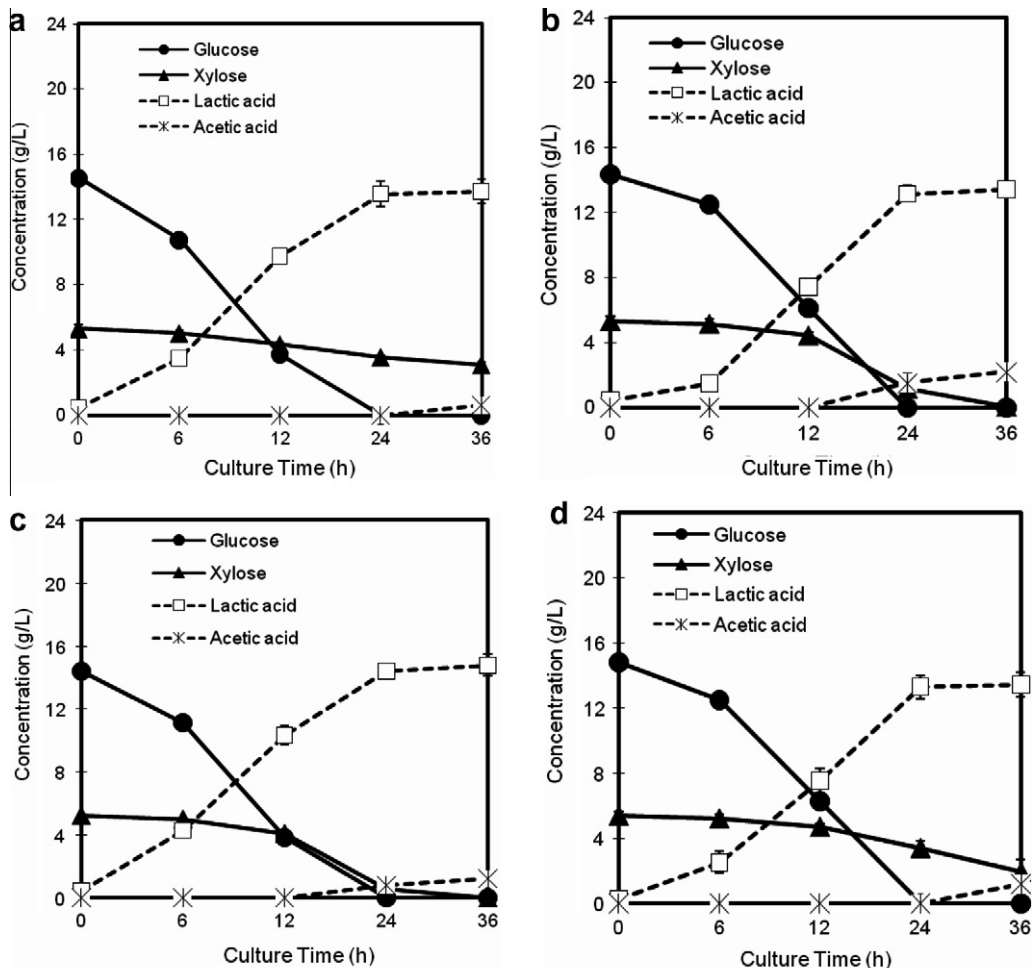 a
24
20
16
12
8
4
0
Concentration (g/L)
Glucose
Xylose
Lactic acid
Acetic acid
0 6 12 24 36
Culture Time (h)
b
24
20
16
12
8
4
0
Concentration (g/L)
Glucose
Xylose
Lactic acid
Acetic acid
0 6 12 24 36
Culture Time (h)
c
24
20
16
12
8
4
0
Concentration (g/L)
Glucose
Xylose
Lactic acid
Acetic acid
0 6 12 24 36
Culture Time (h)
d
24
20
16
12
8
4
0
Concentration (g/L)
Glucose
Xylose
Lactic acid
Acetic acid
0 6 12 24 36
Culture Time (h)